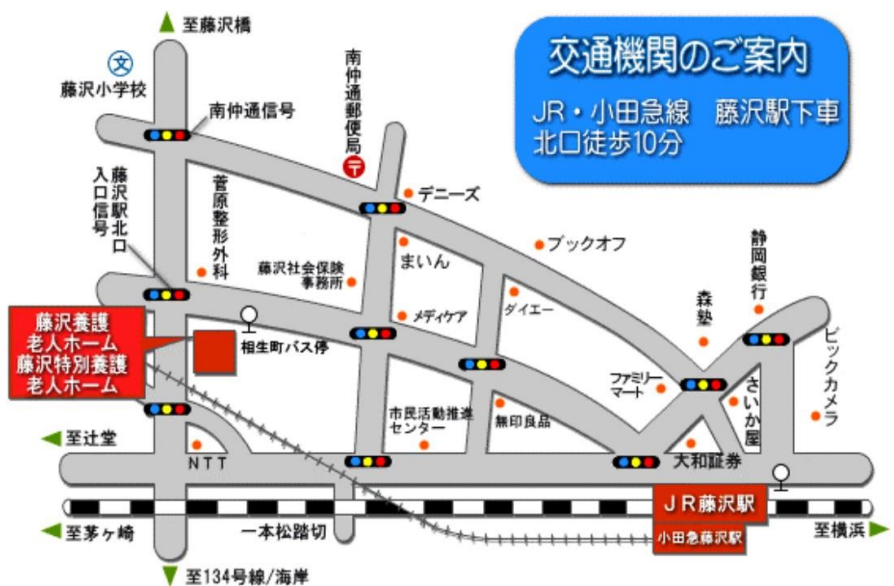 至藤沢橋
文
藤沢小学校
南仲通信号
南仲通郵便局
〒
交通機関のご案内
JR・小田急線　藤沢駅下車
北口徒歩10分
藤沢駅北口
入口信号
菅原整形外科
デニーズ
まいん
藤沢社会保険
事務所
ブックオフ
静岡銀行
メディケア
ダイエー
森塾
藤沢養護
老人ホーム
藤沢特別養護
老人ホーム
相生町バス停
ファミリー
マート
さいか屋
ビックカメラ
市民活動推進
センター
無印良品
至辻堂
NTT
大和証券
JR藤沢駅
至茅ヶ崎
一本松踏切
小田急藤沢駅
至横浜
至134号線/海岸